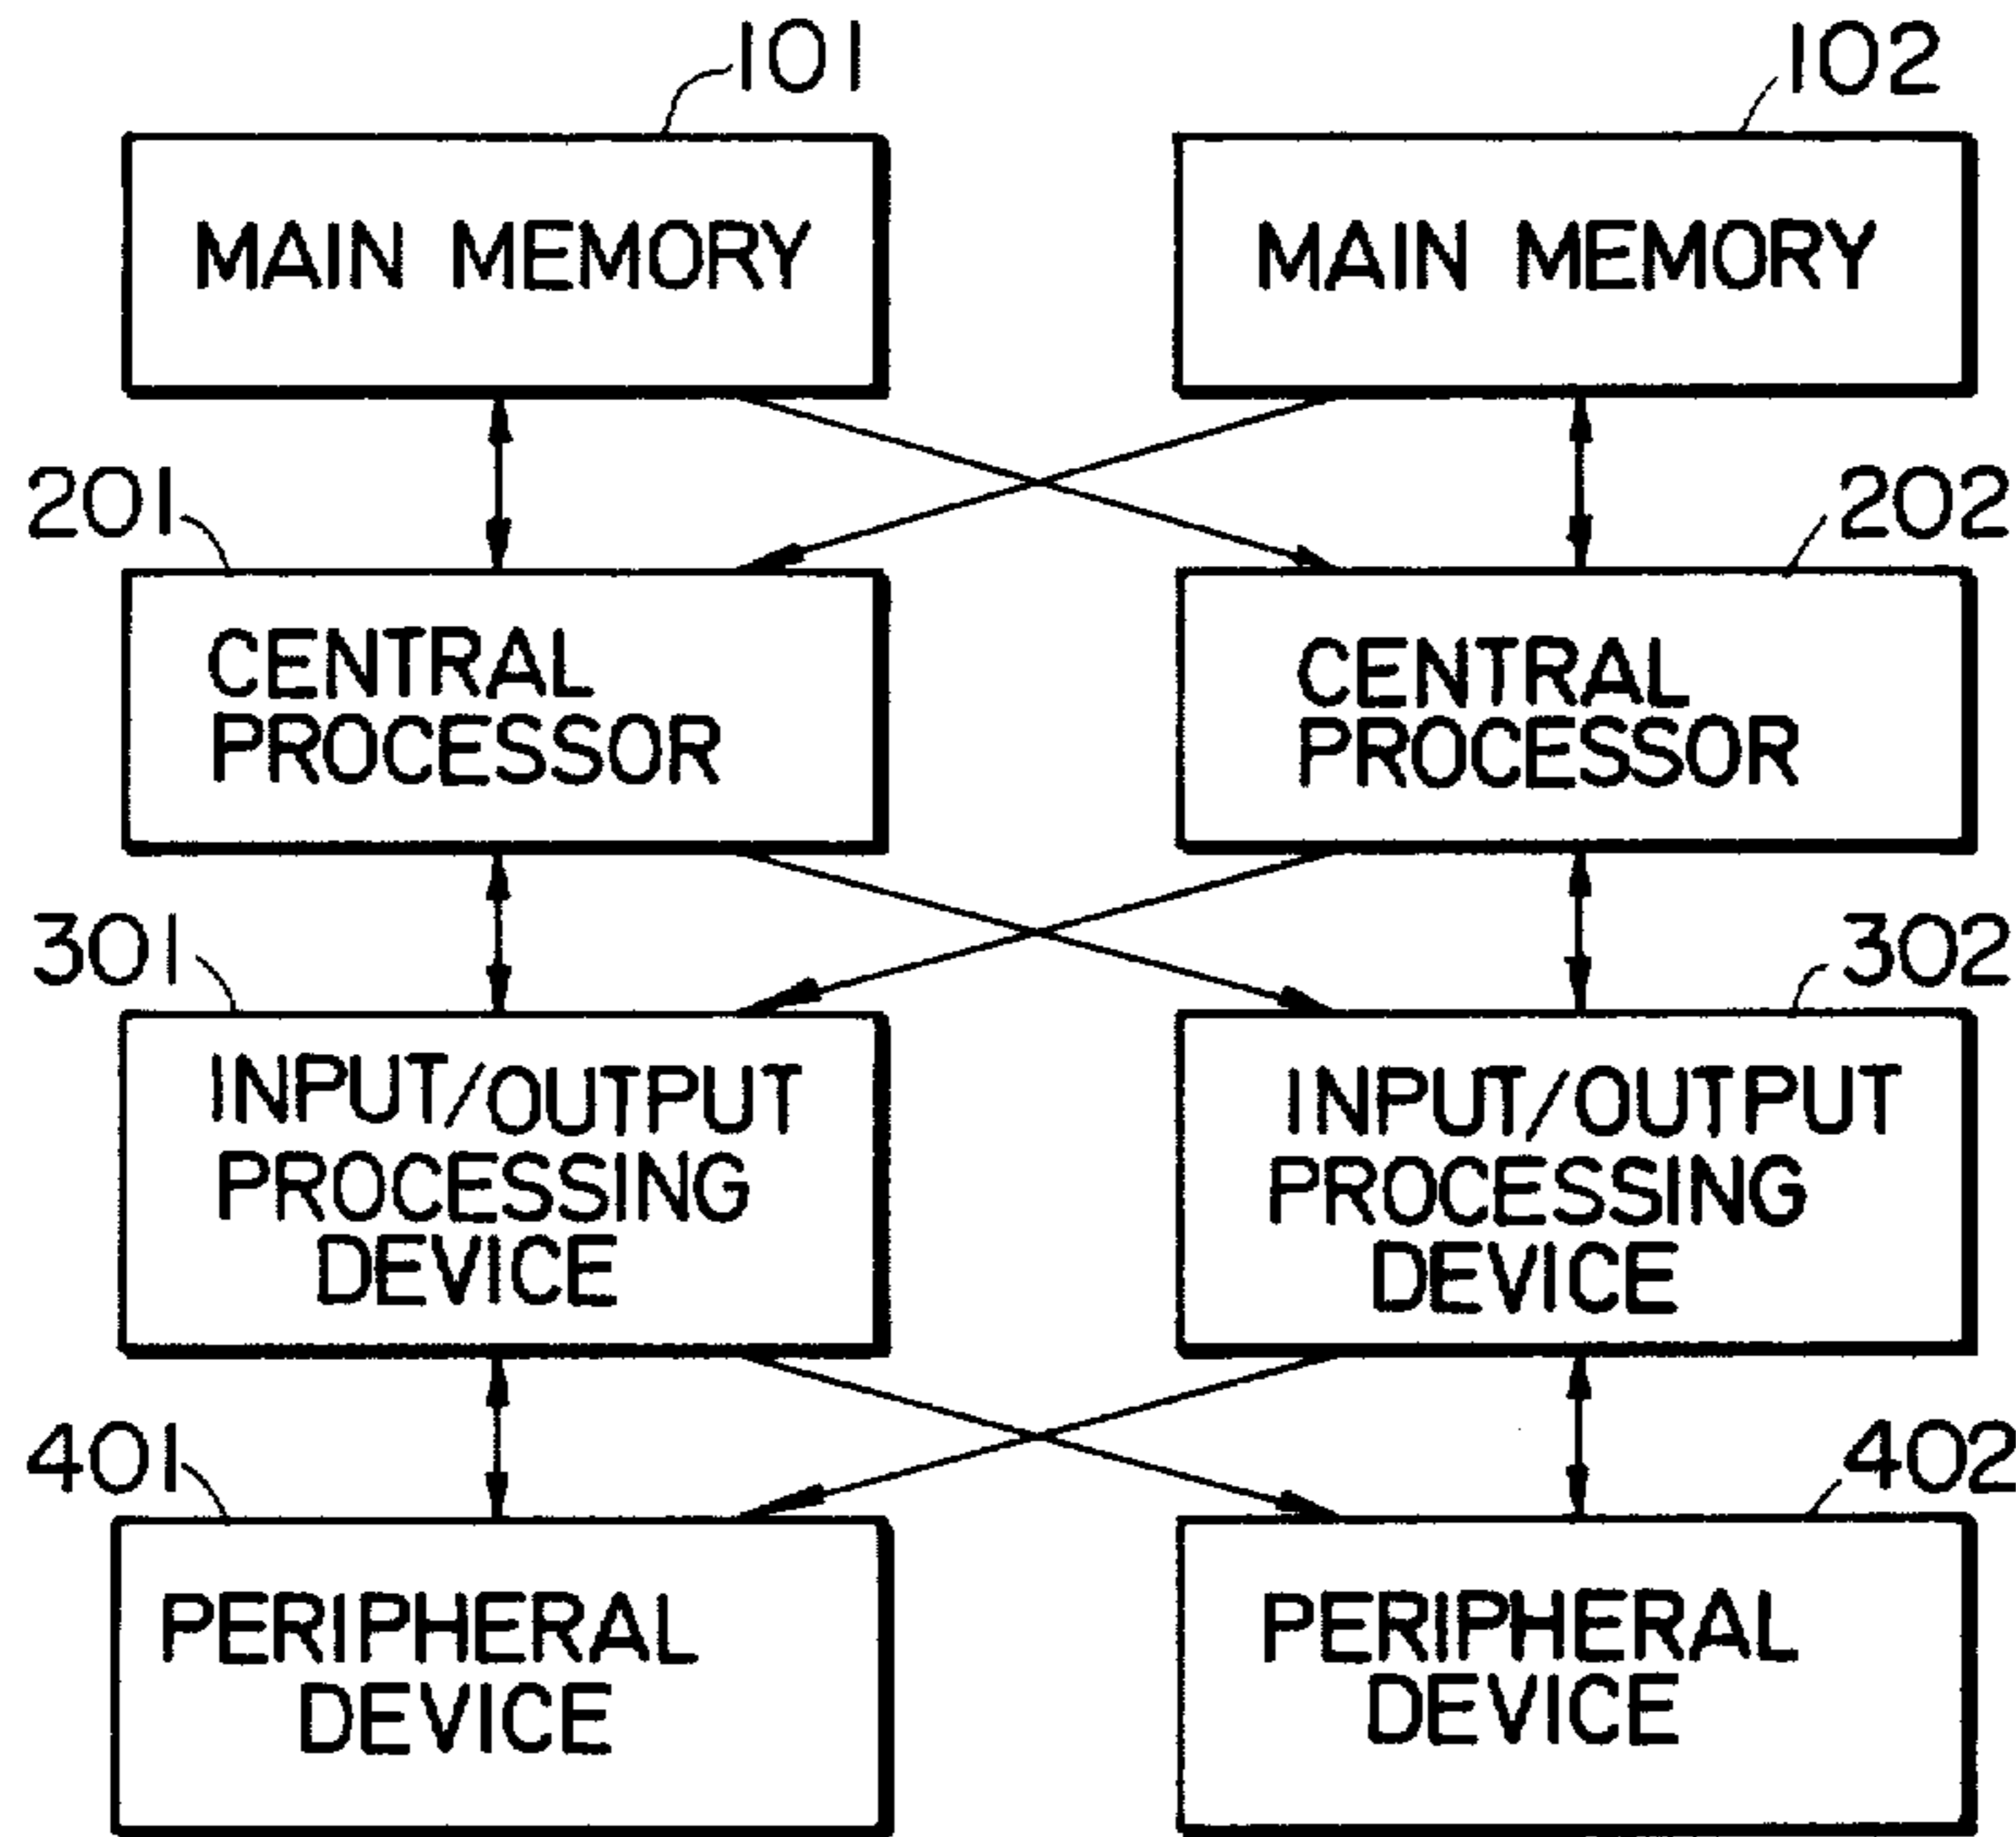 101
102
MAIN MEMORY
MAIN MEMORY
201
202
CENTRAL
PROCESSOR
CENTRAL
PROCESSOR
301
302
INPUT/OUTPUT
PROCESSING
DEVICE
INPUT/OUTPUT
PROCESSING
DEVICE
401
402
PERIPHERAL
DEVICE
PERIPHERAL
DEVICE